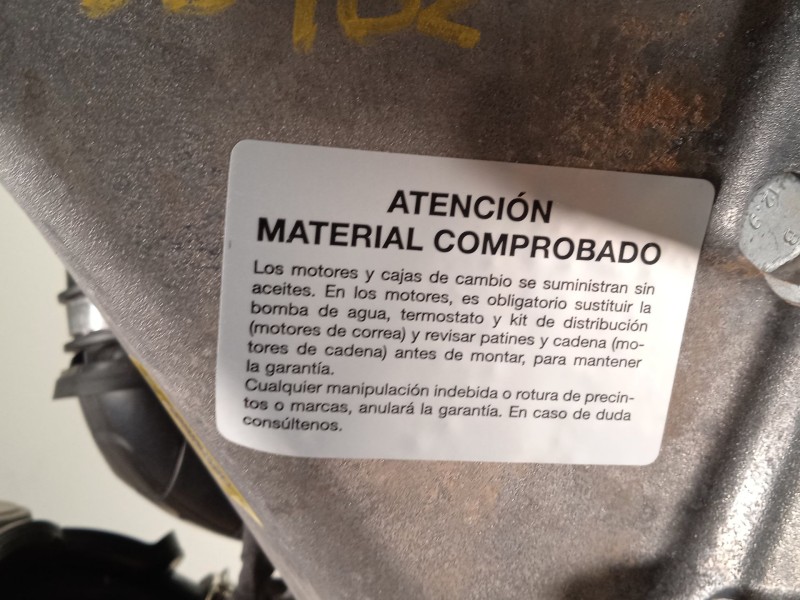 ATENCIÓN
MATERIAL COMPROBADO
Los motores y cajas de cambio se suministran sin
aceites. En los motores, es obligatorio sustituir la
bomba de agua, termostato y kit de distribución
(motores de correa) y revisar patines y cadena (mo-
tores de cadena) antes de montar, para mantener
la garantía.
Cualquier manipulación indebida o rotura de precin-
tos o marcas, anulará la garantía. En caso de duda
consúltenos.